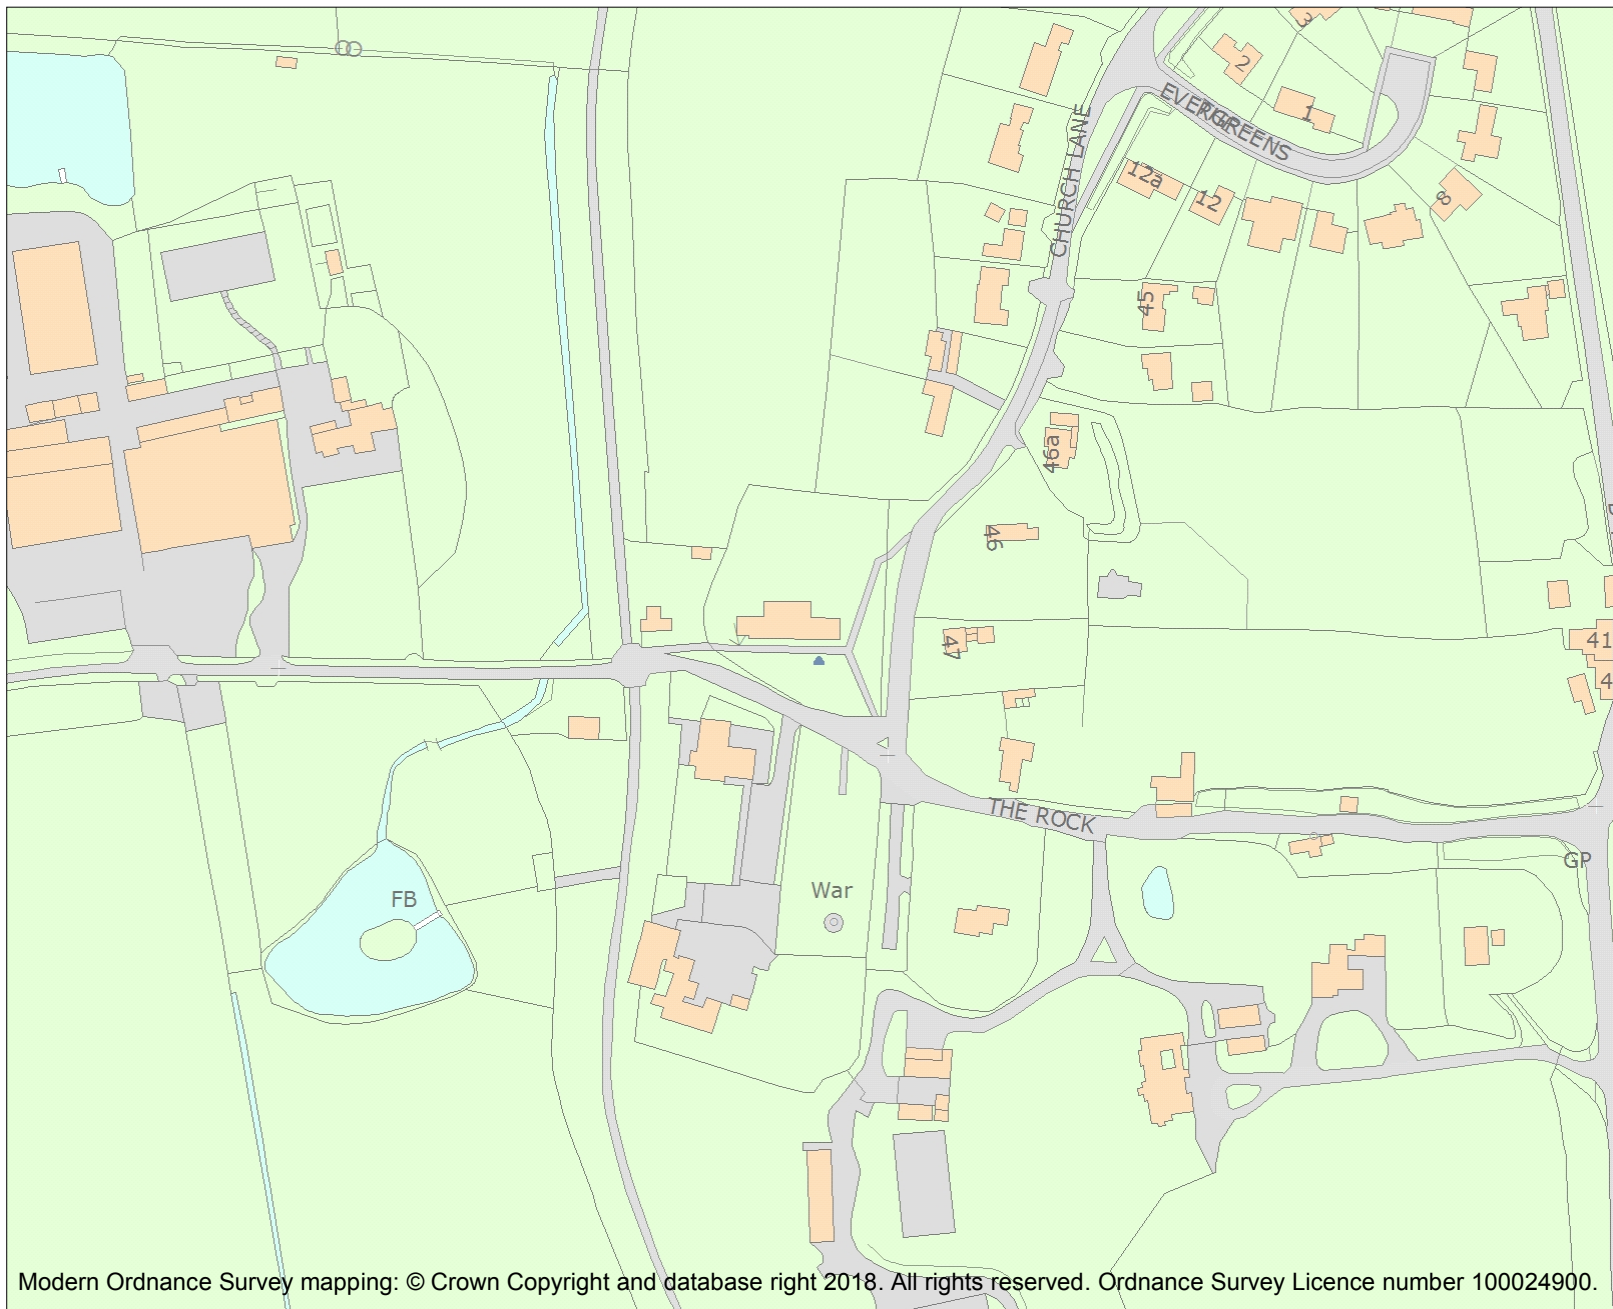 3
2
EVERGREENS
1
CHURCH LANE
12a
12
8
45
46a
46
47
41
4
THE ROCK
GP
War
FB
Modern Ordnance Survey mapping: © Crown Copyright and database right 2018. All rights reserved. Ordnance Survey Licence number 100024900.